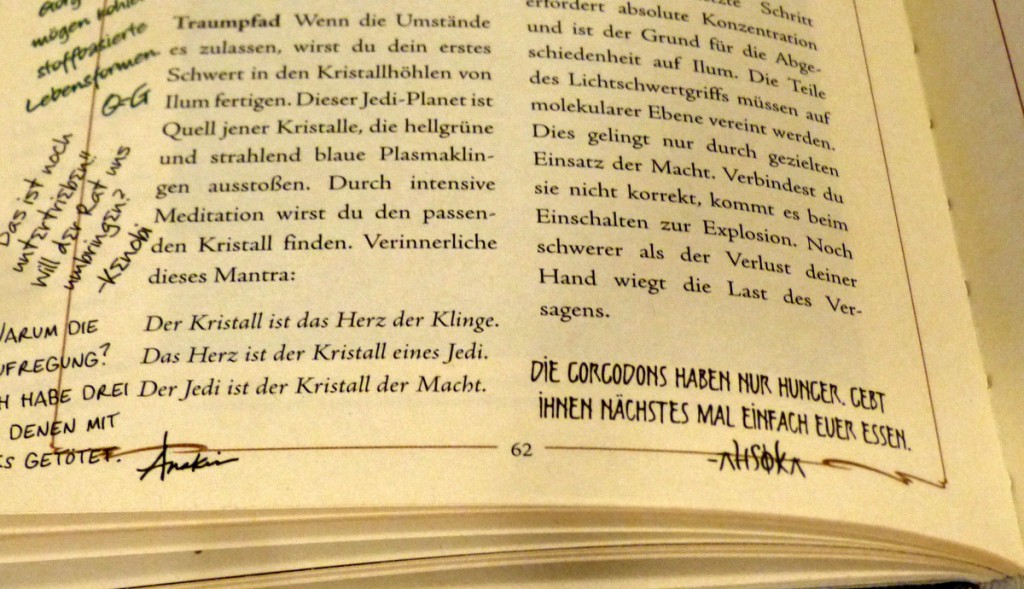 mögen
stoffbasierte
Lebensformen.
Q-G
Das ist noch
untertrieben!!
Will der Rat uns
umbringen?
-Kenobi
WARUM DIE
UFREGUNG?
H HABE DREI
DENEN MIT
ES GETÖTET.
Anakin
Traumpfad Wenn die Umstände
es zulassen, wirst du dein erstes
Schwert in den Kristallhöhlen von
Ilum fertigen. Dieser Jedi-Planet ist
Quell jener Kristalle, die hellgrüne
und strahlend blaue Plasmaklin-
gen ausstoßen. Durch intensive
Meditation wirst du den passen-
den Kristall finden. Verinnerliche
dieses Mantra:
Der Kristall ist das Herz der Klinge.
Das Herz ist der Kristall eines Jedi.
Der Jedi ist der Kristall der Macht.
Schritt
erfordert absolute Konzentration
und ist der Grund für die Abge-
schiedenheit auf Ilum. Die Teile
des Lichtschwertgriffs müssen auf
molekularer Ebene vereint werden.
Dies gelingt nur durch gezielten
Einsatz der Macht. Verbindest du
sie nicht korrekt, kommt es beim
Einschalten zur Explosion. Noch
schwerer als der Verlust deiner
Hand wiegt die Last des Ver-
sagens.
DIE GORGODONS HABEN NUR HUNGER. GEBT
IHNEN NÄCHSTES MAL EINFACH EUER ESSEN.
-AHSOKA
62